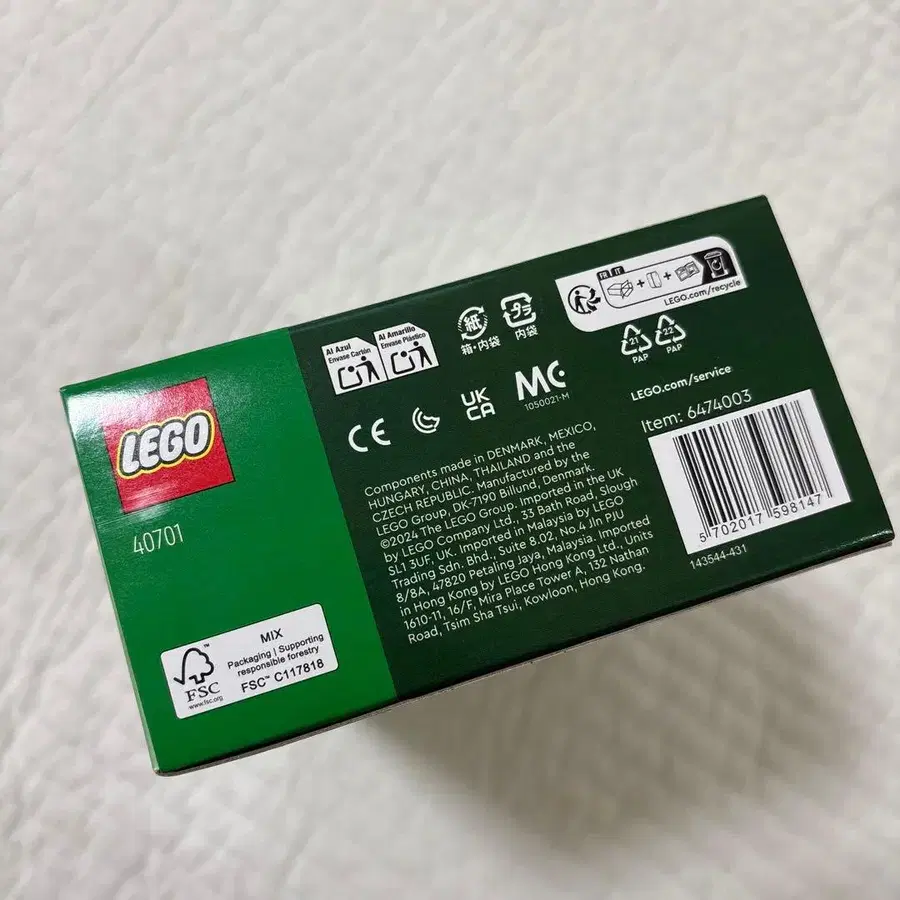 LEGO
40701
MIX
Packaging | Supporting
responsible forestry
FSC™ C117818
FSC
www.fsc.org
Al Azul
Envase Cartón
Al Amarillo
Envase Plástico
紙
箱・内袋
プラ
内袋
CE
UK
CA
MC
1050021-M
Components made in DENMARK, MEXICO,
HUNGARY, CHINA, THAILAND and the
CZECH REPUBLIC. Manufactured by the
LEGO Group, DK-7190 Billund, Denmark.
©2024 The LEGO Group. Imported in the UK
by LEGO Company Ltd., 33 Bath Road, Slough
SL1 3UF, UK. Imported in Malaysia by LEGO
Trading Sdn. Bhd., Suite 8.02, No.4 Jln PJU
8/8A, 47820 Petaling Jaya, Malaysia. Imported
in Hong Kong by LEGO Hong Kong Ltd., Units
1610-11, 16/F, Mira Place Tower A, 132 Nathan
Road, Tsim Sha Tsui, Kowloon, Hong Kong.
FR IT
+ +
LEGO.com/recycle
21
PAP
22
PAP
LEGO.com/service
Item: 6474003
5 702017 598147
143544-431